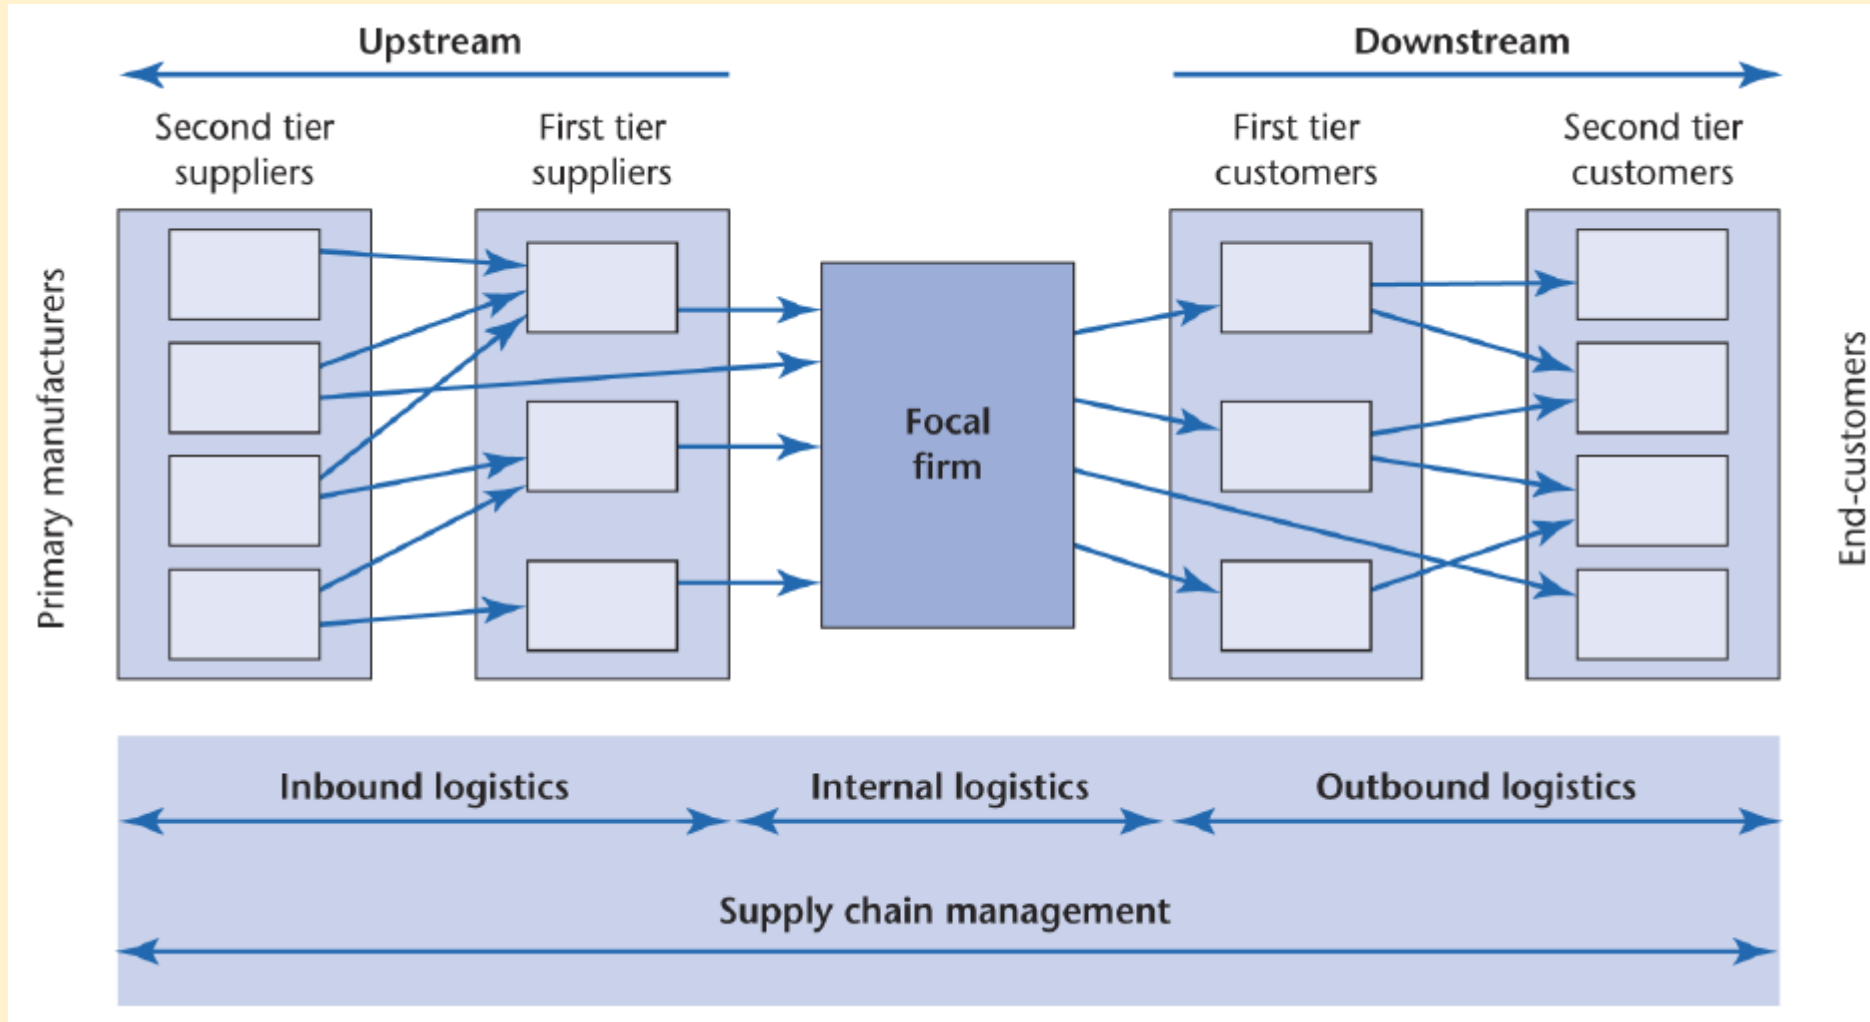 Upstream
Downstream
Second tier
suppliers
First tier
suppliers
First tier
customers
Second tier
customers
Primary manufacturers
Focal
firm
End-customers
Inbound logistics
Internal logistics
Outbound logistics
Supply chain management